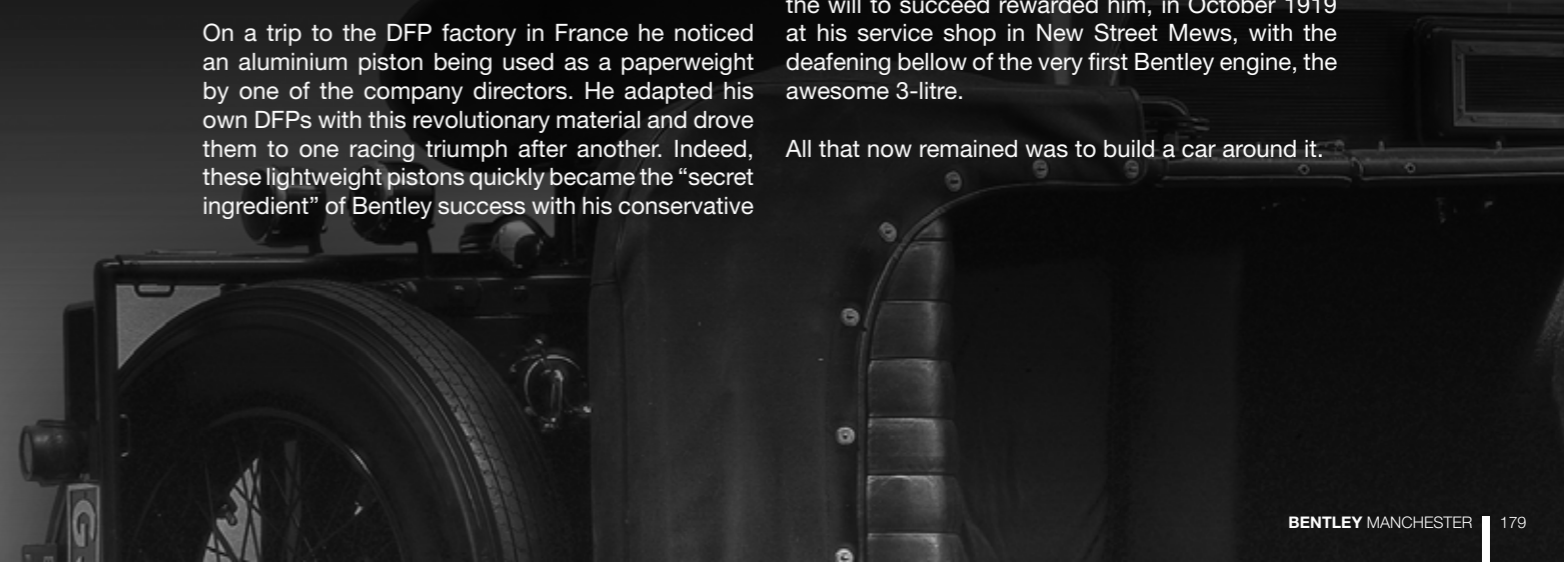 On a trip to the DFP factory in France he noticed
an aluminium piston being used as a paperweight
by one of the company directors. He adapted his
own DFPs with this revolutionary material and drove
them to one racing triumph after another. Indeed,
these lightweight pistons quickly became the “secret
ingredient” of Bentley success with his conservative
the will to succeed rewarded him, in October 1919
at his service shop in New Street Mews, with the
deafening bellow of the very first Bentley engine, the
awesome 3-litre.
All that now remained was to build a car around it.
G
BENTLEY MANCHESTER 179